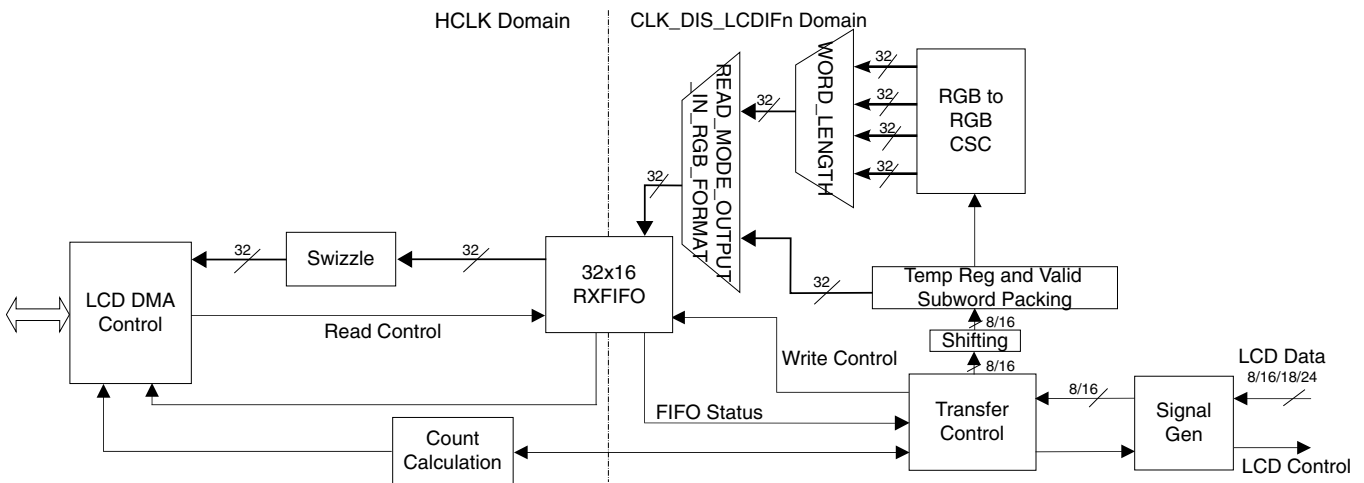 HCLK Domain
CLK_DIS_LCDIFn Domain
READ_MODE_OUTPUT
_IN_RGB_FORMAT
WORD_LENGTH
32
32
32
32
32
32
32
RGB to
RGB
CSC
32
Swizzle
32
32x16
RXFIFO
LCD DMA
Control
Read Control
Temp Reg and Valid
Subword Packing
8/16
Shifting
8/16
Write Control
FIFO Status
Transfer
Control
8/16
Signal
Gen
LCD Data
8/16/18/24
LCD Control
Count
Calculation